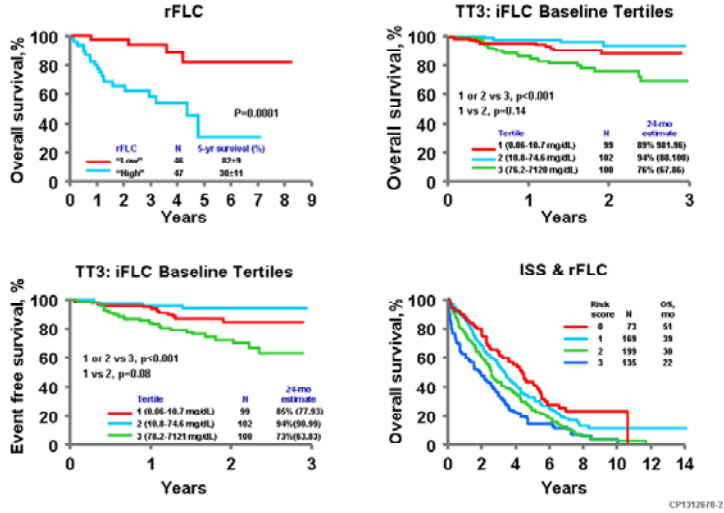 rFLC
Overall survival, %
100
80
60
40
20
0
P=0.0001
rFLC N 5-yr survival (%)
"Low" 46 82±9
"High" 47 30±11
0 1 2 3 4 5 6 7 8 9
Years
TT3: iFLC Baseline Tertiles
Overall survival, %
100
80
60
40
20
0
1 or 2 vs 3, p<0.001
1 vs 2, p=0.14
24-mo
Tertile N estimate
1 (0.06-10.7 mg/dL) 99 89% 981.96)
2 (10.8-74.6 mg/dL) 102 94% (88.100)
3 (76.2-7120 mg/dL) 100 76% (67.86)
0 1 2 3
Years
TT3: iFLC Baseline Tertiles
Event free survival, %
100
80
60
40
20
0
1 or 2 vs 3, p<0.001
1 vs 2, p=0.08
24-mo
Tertile N estimate
1 (0.06-10.7 mg/dL) 99 85% (77.93)
2 (10.8-74.6 mg/dL) 102 94%(90.99)
3 (78.2-7121 mg/dL) 100 73%(63.83)
0 1 2 3
Years
ISS & rFLC
Overall survival, %
100
80
60
40
20
0
Risk OS,
score N mo
0 73 51
1 169 39
2 199 30
3 135 22
0 2 4 6 8 10 12 14
Years
CP1312670-2